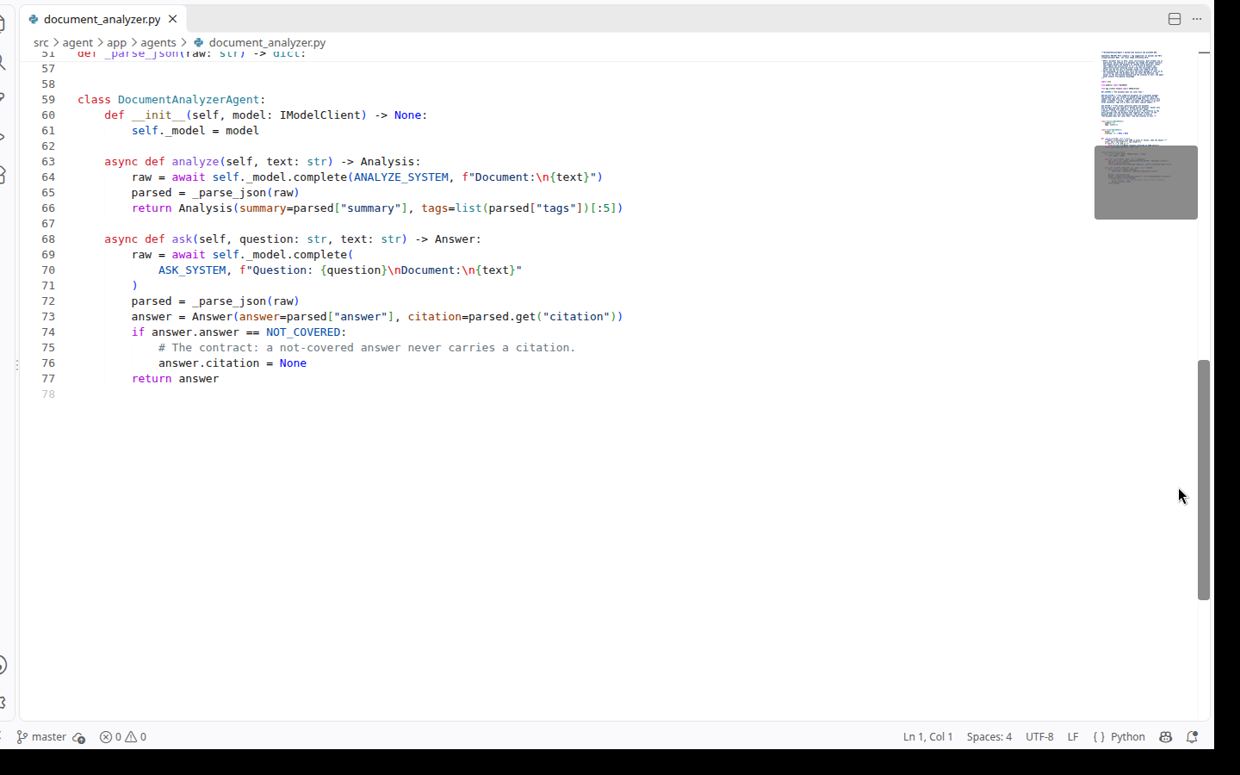 document_analyzer.py
src > agent > app > agents > document_analyzer.py
51 def _parse_json(raw: str) -> dict:
57
58
59 class DocumentAnalyzerAgent:
60     def __init__(self, model: IModelClient) -> None:
61         self._model = model
62
63     async def analyze(self, text: str) -> Analysis:
64         raw = await self._model.complete(ANALYZE_SYSTEM, f"Document:\n{text}")
65         parsed = _parse_json(raw)
66         return Analysis(summary=parsed["summary"], tags=list(parsed["tags"])[:5])
67
68     async def ask(self, question: str, text: str) -> Answer:
69         raw = await self._model.complete(
70             ASK_SYSTEM, f"Question: {question}\nDocument:\n{text}"
71         )
72         parsed = _parse_json(raw)
73         answer = Answer(answer=parsed["answer"], citation=parsed.get("citation"))
74         if answer.answer == NOT_COVERED:
75             # The contract: a not-covered answer never carries a citation.
76             answer.citation = None
77         return answer
78
master 0 0 Ln 1, Col 1 Spaces: 4 UTF-8 LF { } Python